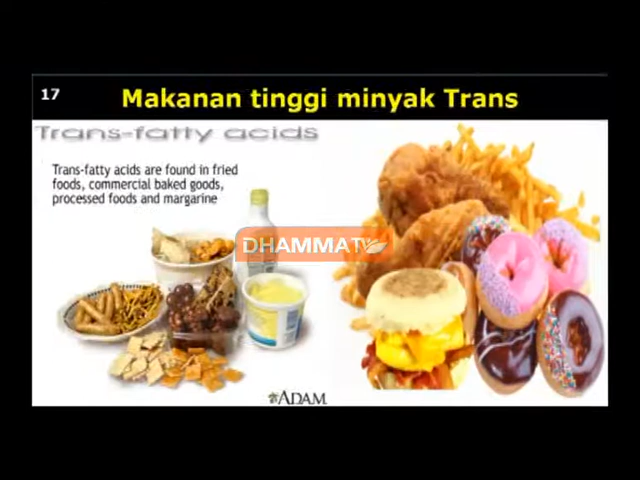 17
Makanan tinggi minyak Trans
Trans-fatty acids
Trans-fatty acids are found in fried
foods, commercial baked goods,
processed foods and margarine
DHAMMATV
ADAM